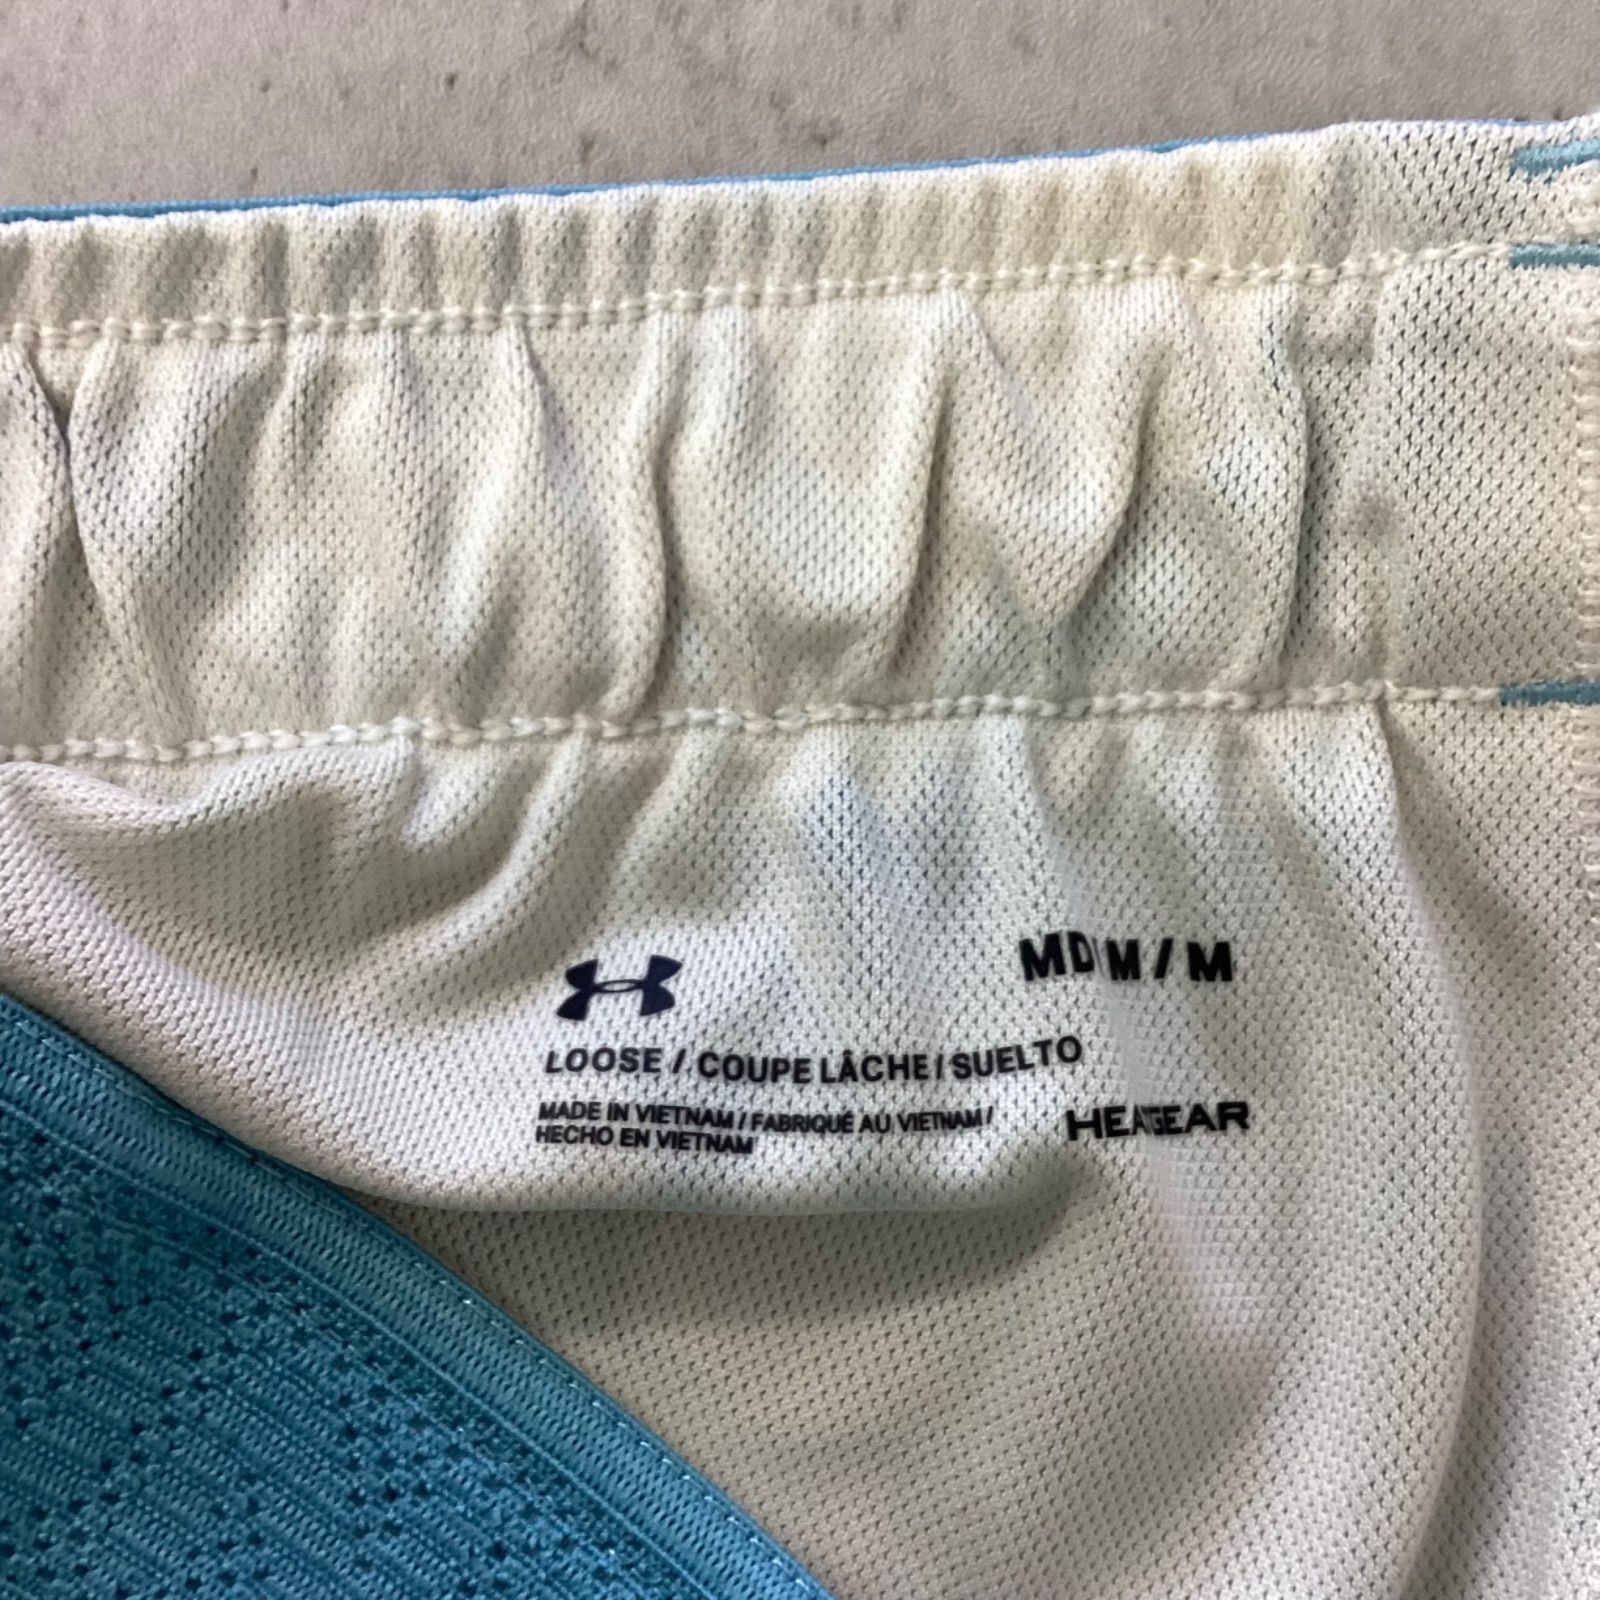 MD/M/M
LOOSE / COUPE LÂCHE / SUELTO
MADE IN VIETNAM / FABRIQUÉ AU VIETNAM /
HECHO EN VIETNAM
HEATGEAR